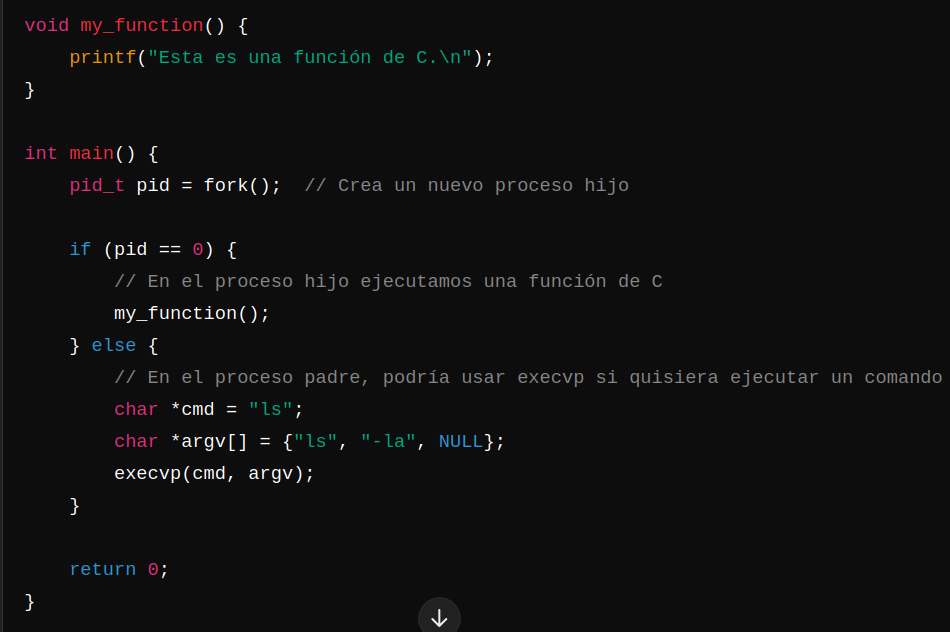 void my_function() {
    printf("Esta es una función de C.\n");
}

int main() {
    pid_t pid = fork();  // Crea un nuevo proceso hijo

    if (pid == 0) {
        // En el proceso hijo ejecutamos una función de C
        my_function();
    } else {
        // En el proceso padre, podría usar execvp si quisiera ejecutar un comando
        char *cmd = "ls";
        char *argv[] = {"ls", "-la", NULL};
        execvp(cmd, argv);
    }

    return 0;
}